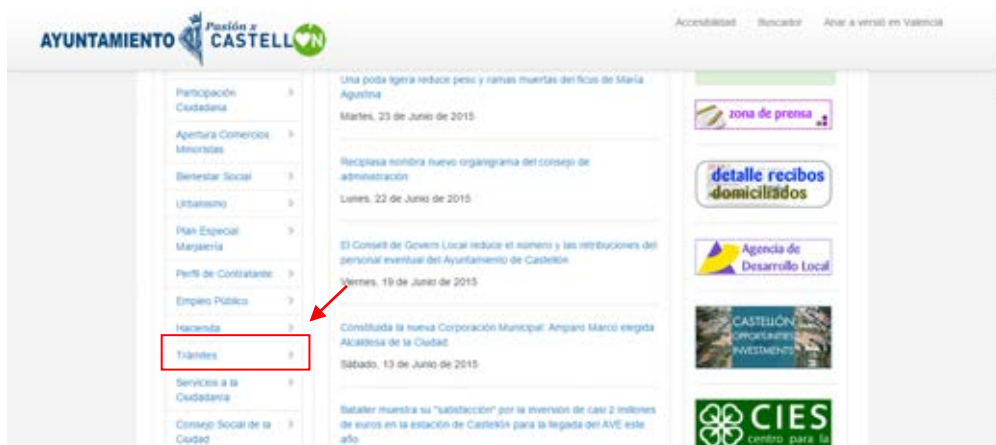 AYUNTAMIENTO
Pasión x
CASTELLÓN
Accesibilidad Buscador Anar a versió en Valencià
Participación
Ciudadana
Apertura Comercios
Minoristas
Bienestar Social
Urbanismo
Plan Especial
Marjalería
Perfil de Contratante
Empleo Público
Hacienda
Trámites
Servicios a la
Ciudadanía
Consejo Social de la
Ciudad
Una poda ligera reduce peso y ramas muertas del ficus de María
Agustina
Martes, 23 de Junio de 2015
Reciplasa nombra nuevo organigrama del consejo de
administración
Lunes, 22 de Junio de 2015
El Consell de Govern Local reduce el número y las retribuciones del
personal eventual del Ayuntamiento de Castellón
Viernes, 19 de Junio de 2015
Constituida la nueva Corporación Municipal: Amparo Marco elegida
Alcaldesa de la Ciudad.
Sábado, 13 de Junio de 2015
Bataller muestra su "satisfacción" por la inversión de casi 2 millones
de euros en la estación de Castellón para la llegada del AVE este
año
zona de prensa
detalle recibos
domiciliados
Agencia de
Desarrollo Local
CASTELLÓN
OPPORTUNITIES
INVESTMENTS
CIES
centro para la